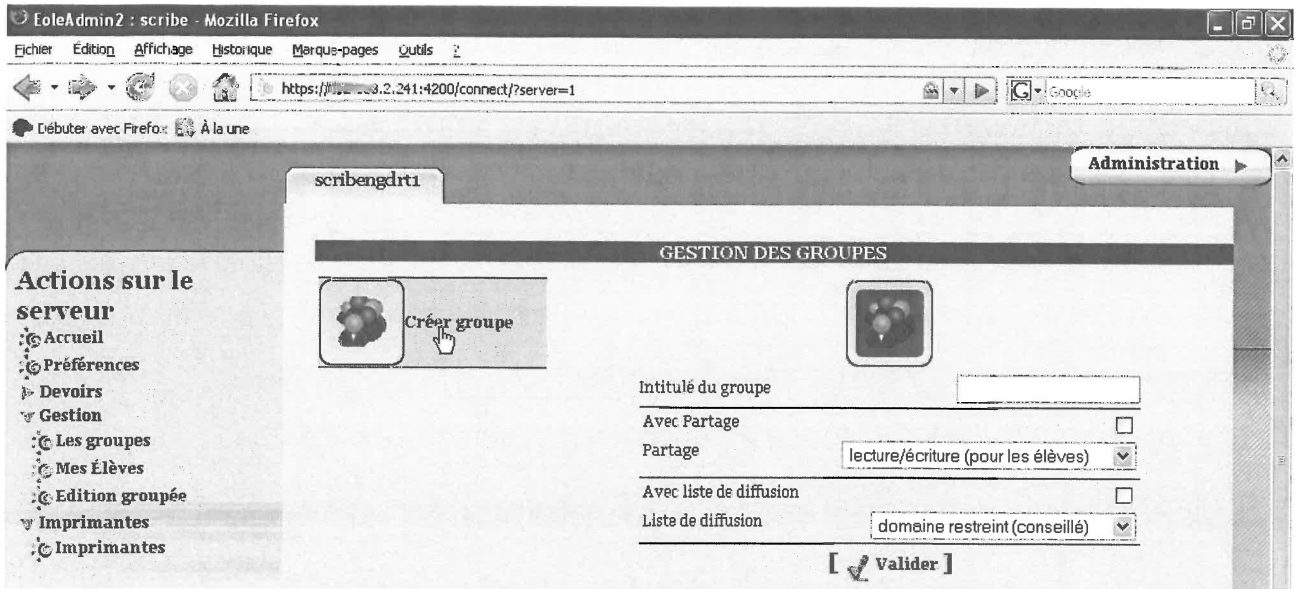 EoleAdmin2 : scribe - Mozilla Firefox
Fichier Édition Affichage Historique Marque-pages Outils ?
.3.2.241:4200/connect/?server=1
Google
Débuter avec Firefox À la une
Administration
scribengdrt1
GESTION DES GROUPES
Actions sur le
serveur
Accueil
Préférences
Devoirs
Gestion
Les groupes
Mes Élèves
Edition groupée
Imprimantes
Imprimantes
Créer groupe
Intitulé du groupe
Avec Partage
Partage lecture/écriture (pour les élèves)
Avec liste de diffusion
Liste de diffusion domaine restreint (conseillé)
[ Valider ]